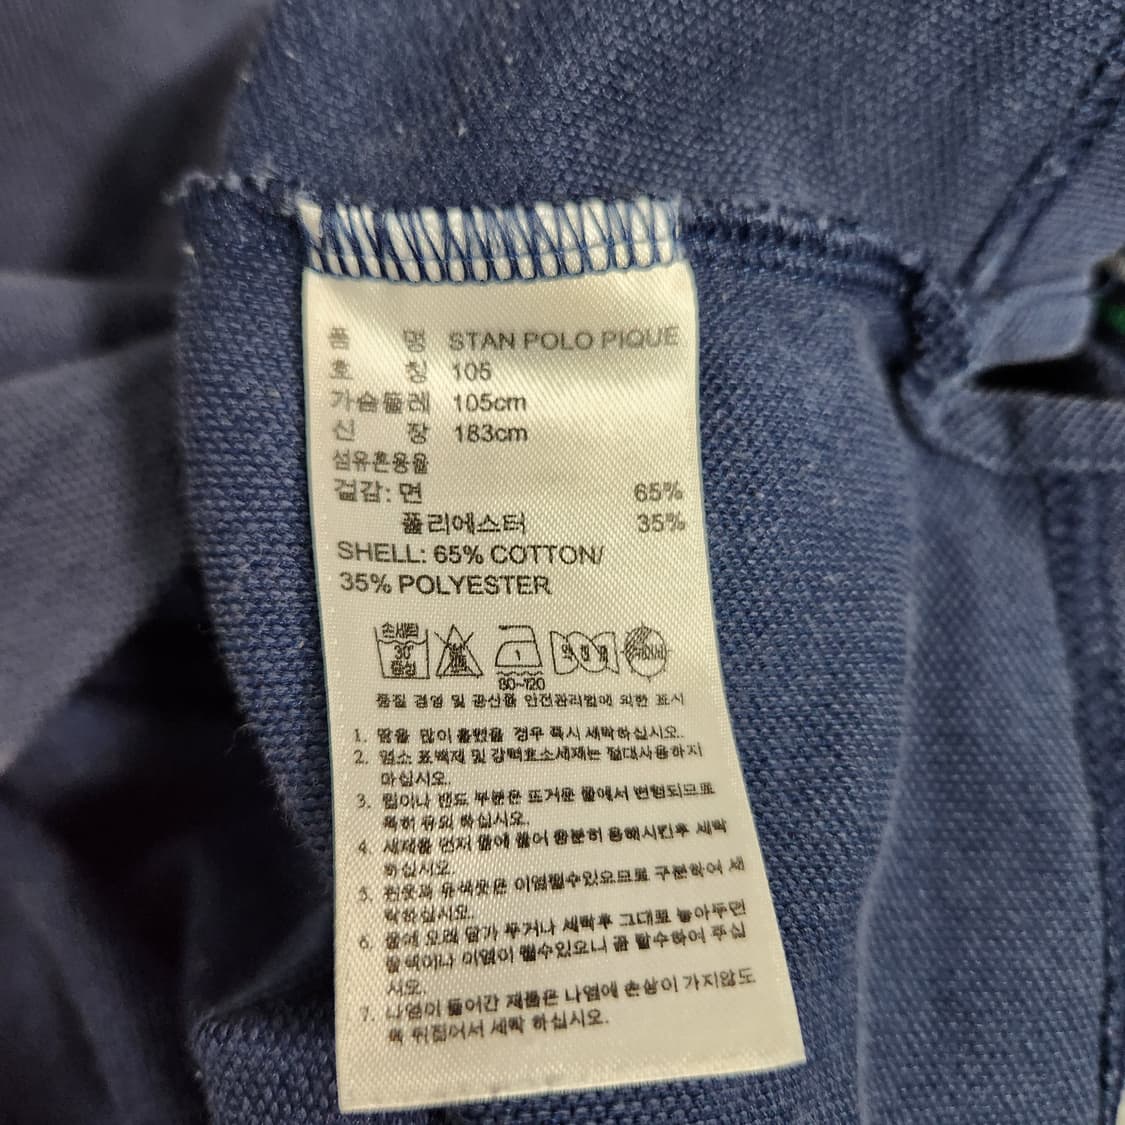 품 명 STAN POLO PIQUE
호 칭 105
가슴둘레 105cm
신 장 183cm
섬유혼용율
겉감: 면 65%
폴리에스터 35%
SHELL: 65% COTTON/
35% POLYESTER
손세탁
30°
중성
1
80~120
품질 경영 및 공산품 안전관리법에 의한 표시
1. 땀을 많이 흘렸을 경우 즉시 세탁하십시오.
2. 염소 표백제 및 강력효소세제는 절대사용하지
마십시오.
3. 립이나 밴드 부분은 뜨거운 물에서 변형되므로
특히 유의 하십시오.
4. 세제를 먼저 물에 풀어 충분히 용해시킨후 세탁
하십시오.
5. 흰옷과 유색옷은 이염될수있으므로 구분하여 세
탁하십시오.
6. 물에 오래 담가 두거나 세탁후 그대로 놓아두면
탈색이나 이염이 될수있으니 곧 탈수하여 주십
시오.
7. 나염이 들어간 제품은 나염에 손상이 가지않도
록 뒤집어서 세탁 하십시오.